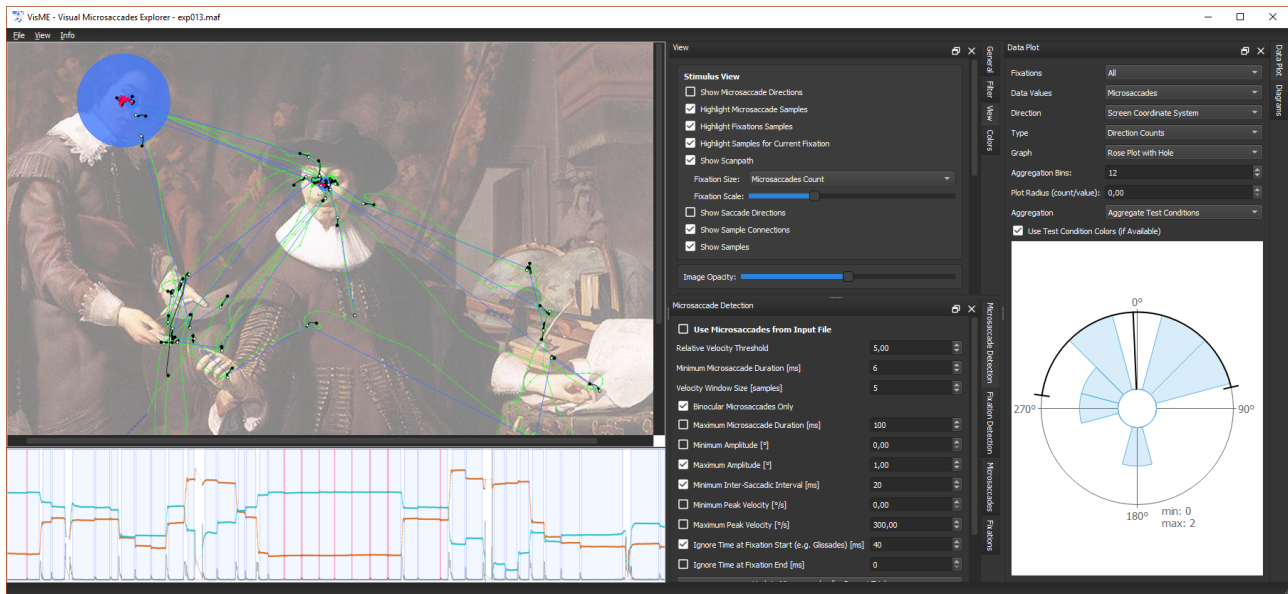 VisME - Visual Microsaccades Explorer - exp013.maf
File View Info
View
Stimulus View
Show Microsaccade Directions
Highlight Microsaccade Samples
Highlight Fixations Samples
Highlight Samples for Current Fixation
Show Scanpath
Fixation Size: Microsaccades Count
Fixation Scale:
Show Saccade Directions
Show Sample Connections
Show Samples
Image Opacity:
General
Filter
View
Colors
Microsaccade Detection
Use Microsaccades from Input File
Relative Velocity Threshold 5,00
Minimum Microsaccade Duration [ms] 6
Velocity Window Size [samples] 5
Binocular Microsaccades Only
Maximum Microsaccade Duration [ms] 100
Minimum Amplitude [°] 0,00
Maximum Amplitude [°] 1,00
Minimum Inter-Saccadic Interval [ms] 20
Minimum Peak Velocity [°/s] 0,00
Maximum Peak Velocity [°/s] 300,00
Ignore Time at Fixation Start (e.g. Glissades) [ms] 40
Ignore Time at Fixation End [ms] 0
Microsaccade Detection
Fixation Detection
Microsaccades
Fixations
Data Plot
Fixations All
Data Values Microsaccades
Direction Screen Coordinate System
Type Direction Counts
Graph Rose Plot with Hole
Aggregation Bins: 12
Plot Radius (count/value): 0,00
Aggregation Aggregate Test Conditions
Use Test Condition Colors (if Available)
0°
270° 90°
180°
min: 0
max: 2
Data Plot
Diagrams